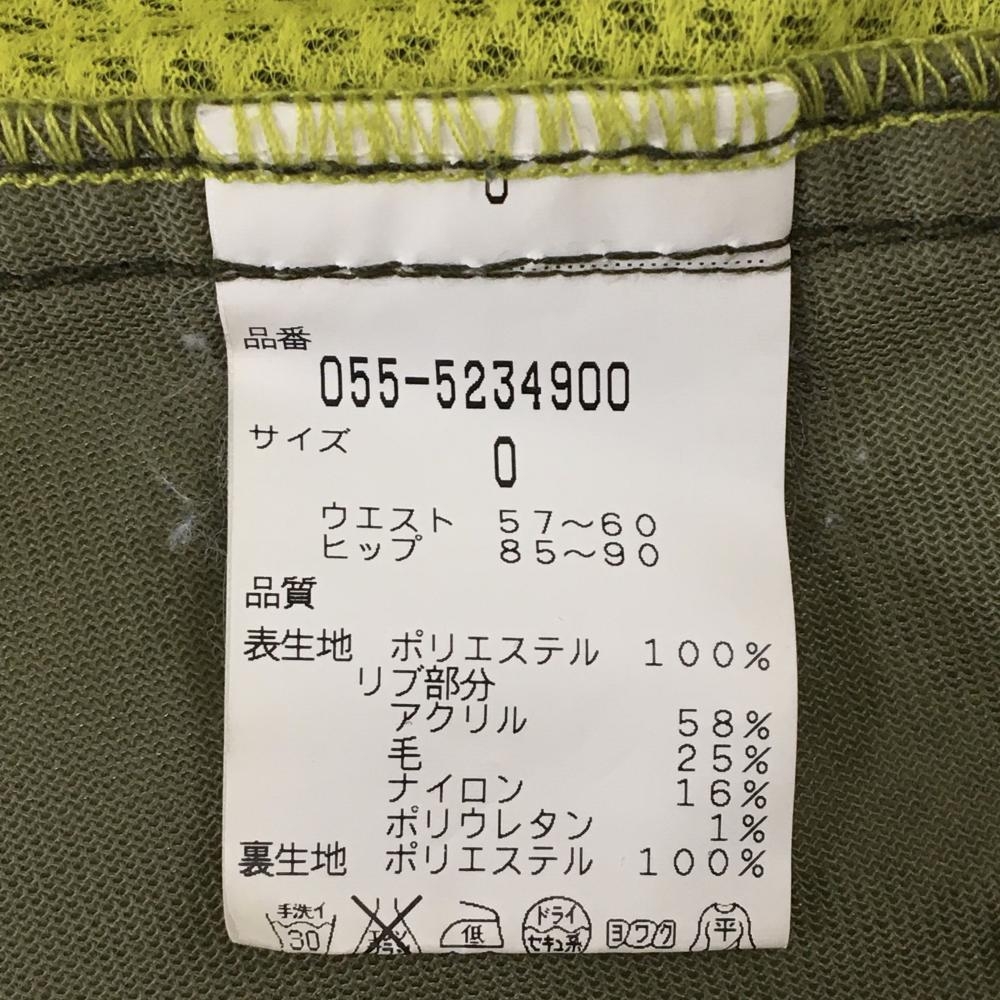 0
品番
055-5234900
サイズ
0
ウエスト 57～60
ヒップ 85～90
品質
表生地 ポリエステル 100%
リブ部分
アクリル 58%
毛 25%
ナイロン 16%
ポリウレタン 1%
裏生地 ポリエステル 100%
手洗イ 30 低 ドライ セキユ系 ヨワク 平